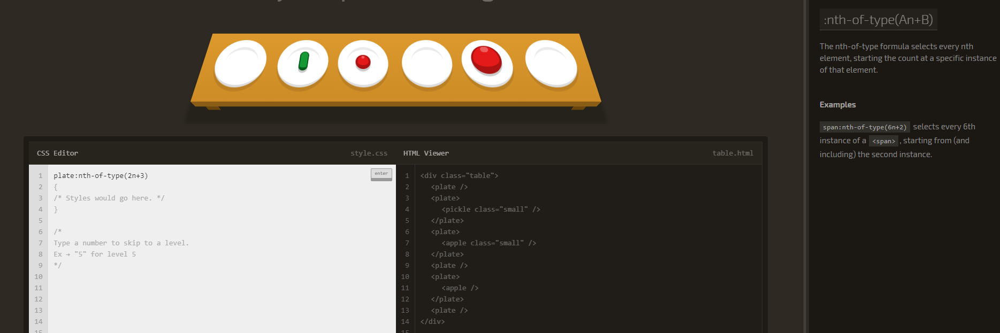 :nth-of-type(An+B)
The nth-of-type formula selects every nth
element, starting the count at a specific instance
of that element.
Examples
span:nth-of-type(6n+2) selects every 6th
instance of a <span> , starting from (and
including) the second instance.
CSS Editor style.css
1 plate:nth-of-type(2n+3) enter
2 {
3 /* Styles would go here. */
4 }
5
6 /*
7 Type a number to skip to a level.
8 Ex → "5" for level 5
9 */
10
11
12
13
14
15
HTML Viewer table.html
1 <div class="table">
2 <plate />
3 <plate>
4 <pickle class="small" />
5 </plate>
6 <plate>
7 <apple class="small" />
8 </plate>
9 <plate />
10 <plate>
11 <apple />
12 </plate>
13 <plate />
14 </div>
15